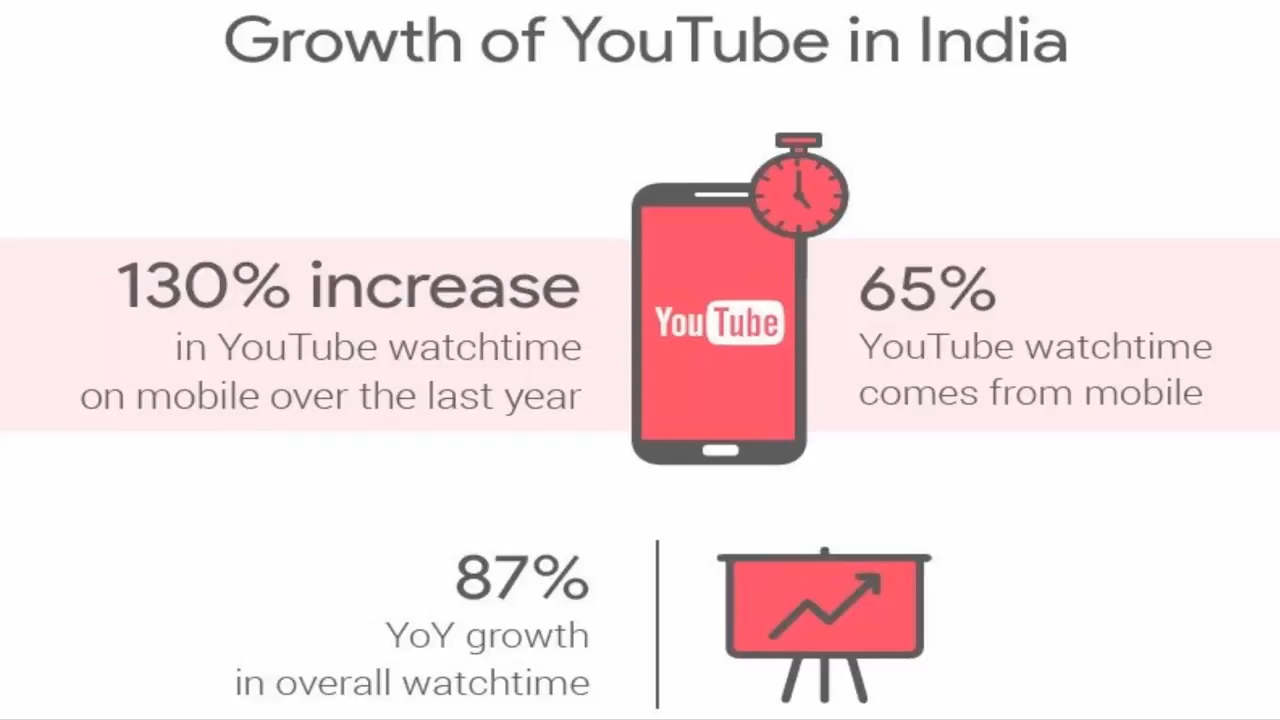 Growth of YouTube in India
130% increase
in YouTube watchtime
on mobile over the last year
YouTube
65%
YouTube watchtime
comes from mobile
87%
YoY growth
in overall watchtime